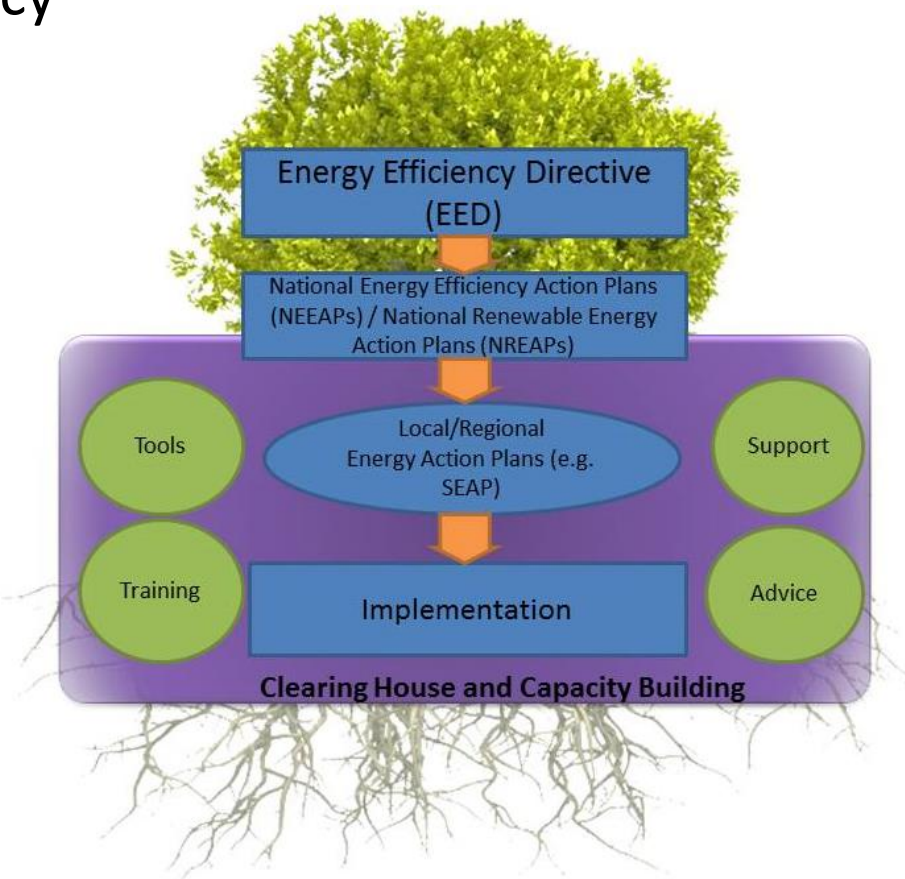 cy
Energy Efficiency Directive
(EED)
National Energy Efficiency Action Plans
(NEEAPs) / National Renewable Energy
Action Plans (NREAPs)
Tools
Local/Regional
Energy Action Plans (e.g.
SEAP)
Support
Training
Implementation
Advice
Clearing House and Capacity Building